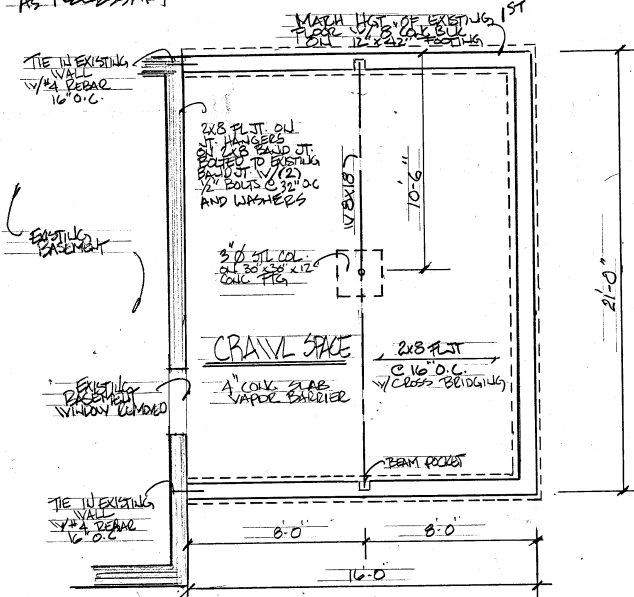 AS NECESSARY
MATCH HGT. OF EXISTING 1ST
FLOOR W/ 8" CONC BLK
ON 12"x42" FOOTING
TIE IN EXISTING
WALL
W/#4 REBAR
16" O.C.
2X8 FL JT. ON
JT. HANGERS
ON 2X8 BAND JT.
BOLTED TO EXISTING
BAND JT. W/(2)
1/2" BOLTS @ 32" O.C
AND WASHERS
W 8X18
10'-6"
EXISTING
BASEMENT
3" Ø STL COL.
ON 30"x30"x12"
CONC FTG
21'-0"
CRAWL SPACE
4" CONC. SLAB
VAPOR BARRIER
2X8 FL JT
@ 16" O.C.
W/ CROSS BRIDGING
EXISTING
BASEMENT
WINDOW REMOVED
BEAM POCKET
TIE IN EXISTING
WALL
W/#4 REBAR
16" O.C
8'-0"
8'-0"
16'-0"